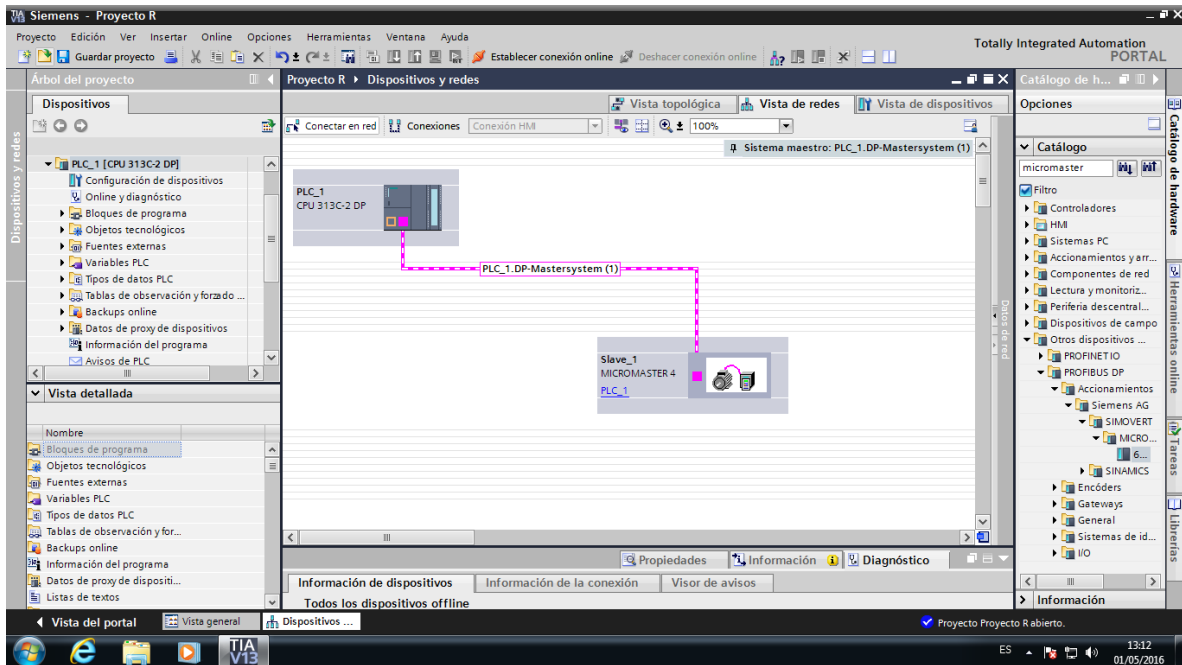 Siemens - Proyecto R
Proyecto Edición Ver Insertar Online Opciones Herramientas Ventana Ayuda
Totally Integrated Automation
PORTAL
Guardar proyecto
Establecer conexión online
Deshacer conexión online
Árbol del proyecto
Dispositivos
Dispositivos y redes
PLC_1 [CPU 313C-2 DP]
Configuración de dispositivos
Online y diagnóstico
Bloques de programa
Objetos tecnológicos
Fuentes externas
Variables PLC
Tipos de datos PLC
Tablas de observación y forzado ...
Backups online
Datos de proxy de dispositivos
Información del programa
Avisos de PLC
Vista detallada
Nombre
Bloques de programa
Objetos tecnológicos
Fuentes externas
Variables PLC
Tipos de datos PLC
Tablas de observación y for...
Backups online
Información del programa
Datos de proxy de dispositi...
Listas de textos
Proyecto R
Dispositivos y redes
Vista topológica
Vista de redes
Vista de dispositivos
Conectar en red
Conexiones
Conexión HMI
100%
Sistema maestro: PLC_1.DP-Mastersystem (1)
PLC_1
CPU 313C-2 DP
PLC_1.DP-Mastersystem (1)
Slave_1
MICROMASTER 4
PLC_1
Datos de red
Propiedades
Información
Diagnóstico
Información de dispositivos
Información de la conexión
Visor de avisos
Todos los dispositivos offline
Catálogo de h...
Opciones
Catálogo
micromaster
Filtro
Controladores
HMI
Sistemas PC
Accionamientos y arr...
Componentes de red
Lectura y monitoriz...
Periferia descentral...
Dispositivos de campo
Otros dispositivos ...
PROFINET IO
PROFIBUS DP
Accionamientos
Siemens AG
SIMOVERT
MICRO...
6...
SINAMICS
Encóders
Gateways
General
Sistemas de id...
I/O
Información
Catálogo de hardware
Herramientas online
Tareas
Librerías
Vista del portal
Vista general
Dispositivos ...
Proyecto Proyecto R abierto.
TIA
V13
ES
13:12
01/05/2016